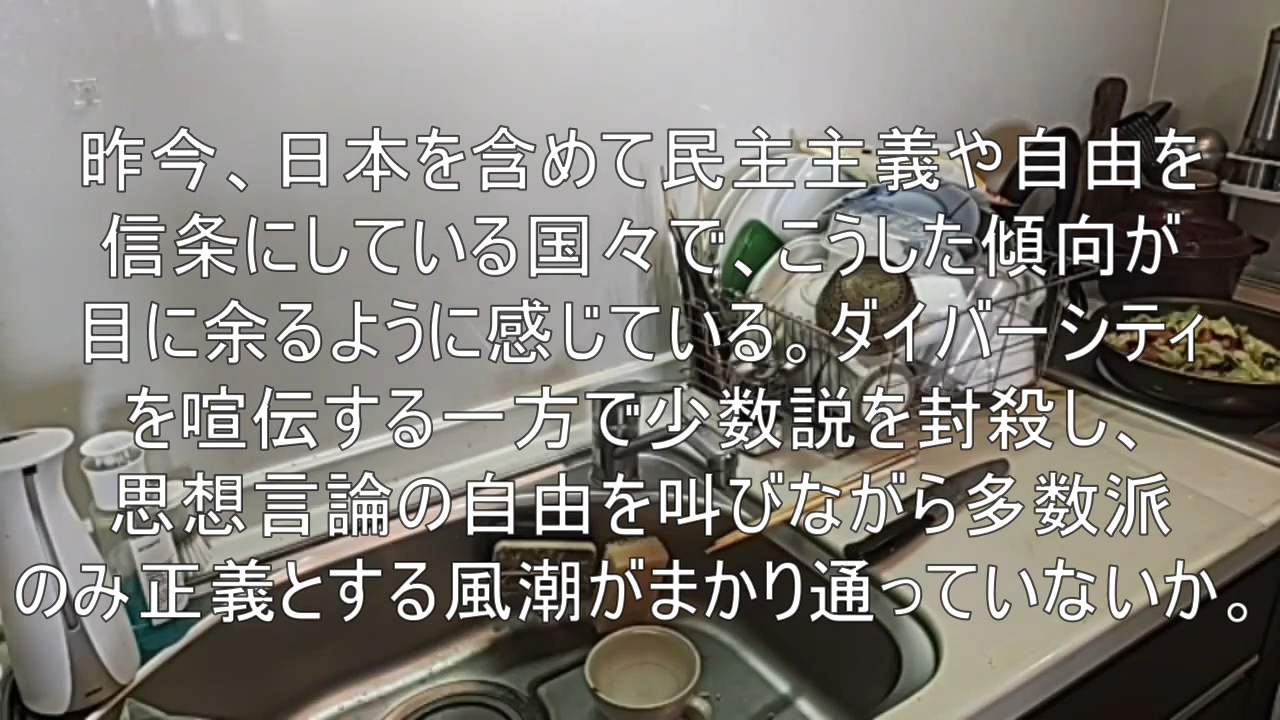 昨今、日本を含めて民主主義や自由を
信条にしている国々で、こうした傾向が
目に余るように感じている。ダイバーシティ
を喧伝する一方で少数説を封殺し、
思想言論の自由を叫びながら多数派
のみ正義とする風潮がまかり通っていないか。